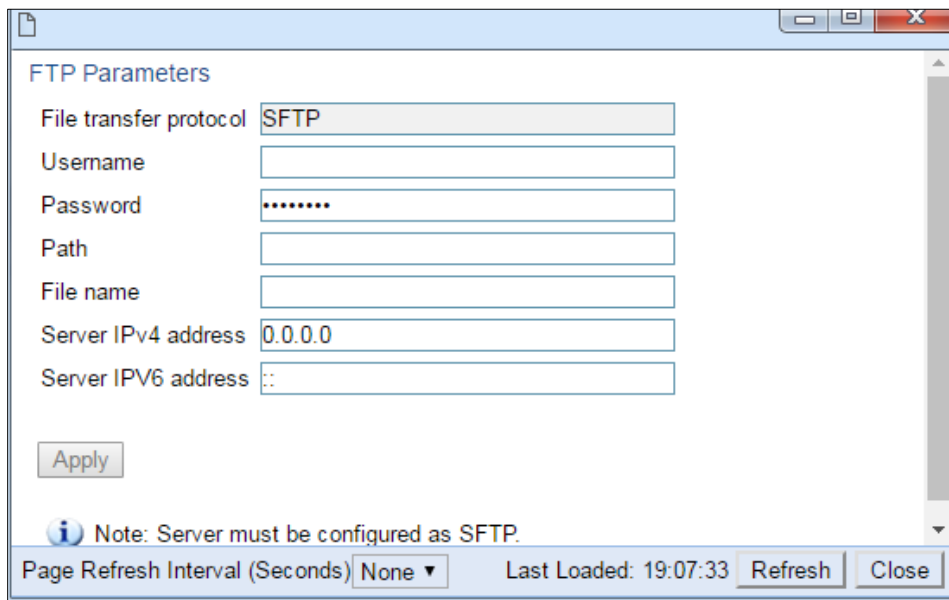 FTP Parameters
File transfer protocol SFTP
Username
Password ••••••••
Path
File name
Server IPv4 address 0.0.0.0
Server IPV6 address ::
Apply
Note: Server must be configured as SFTP.
Page Refresh Interval (Seconds) None ▼ Last Loaded: 19:07:33 Refresh Close